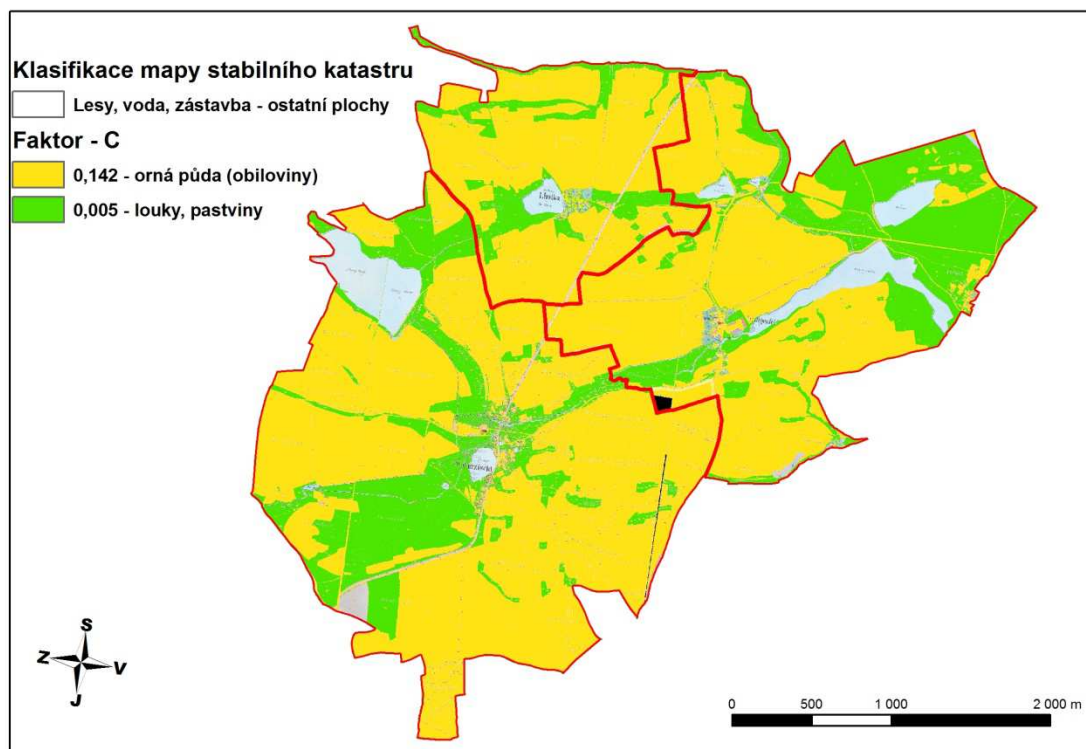 Klasifikace mapy stabilního katastru
Lesy, voda, zástavba - ostatní plochy
Faktor - C
0,142 - orná půda (obiloviny)
0,005 - louky, pastviny
S
Z
V
J
0 500 1 000 2 000 m